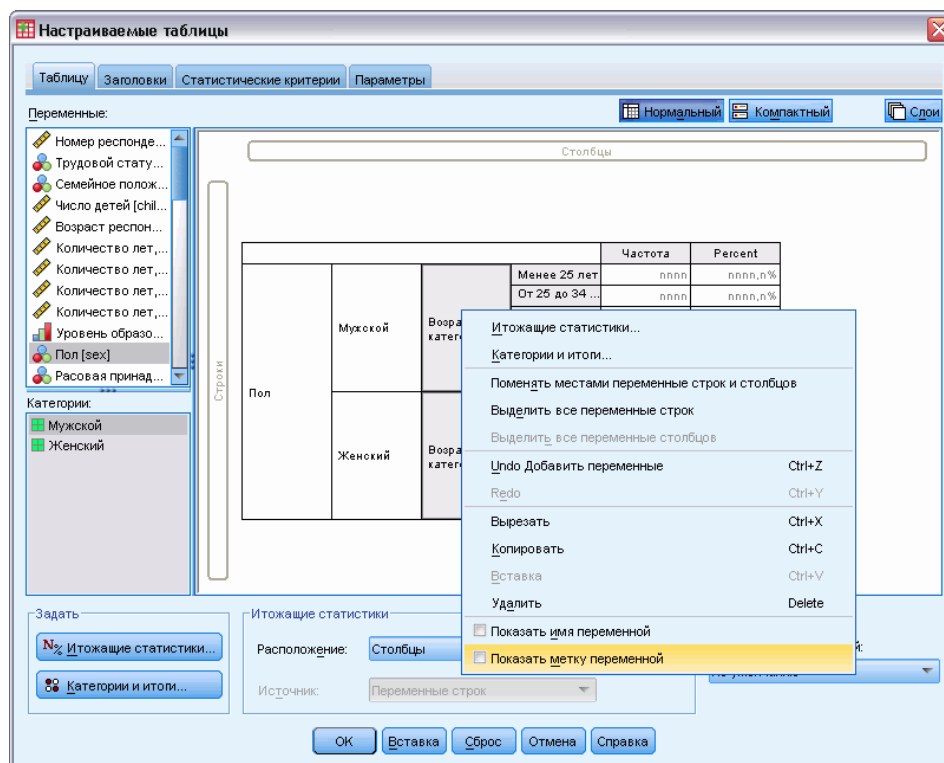 Настраиваемые таблицы
Таблицу Заголовки Статистические критерии Параметры
Переменные:
Нормальный Компактный Слои
Номер респонде...
Трудовой стату...
Семейное полож...
Число детей [chil...
Возраст респон...
Количество лет,...
Количество лет,...
Количество лет,...
Количество лет,...
Уровень образо...
Пол [sex]
Расовая принад...
Категории:
Мужской
Женский
Столбцы
Строки
Частота Percent
Менее 25 лет nnnn nnnn,n%
От 25 до 34 ... nnnn nnnn,n%
Пол
Мужской
Женский
Итожащие статистики...
Категории и итоги...
Поменять местами переменные строк и столбцов
Выделить все переменные строк
Выделить все переменные столбцов
Undo Добавить переменные Ctrl+Z
Redo Ctrl+Y
Вырезать Ctrl+X
Копировать Ctrl+C
Вставка Ctrl+V
Удалить Delete
Показать имя переменной
Показать метку переменной
Задать
N% Итожащие статистики...
Категории и итоги...
Итожащие статистики
Расположение: Столбцы
Источник: Переменные строк
OK Вставка Сброс Отмена Справка